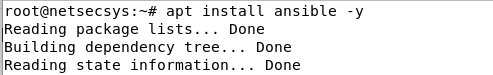 root@netsecsys:~# apt install ansible -y
Reading package lists... Done
Building dependency tree... Done
Reading state information... Done